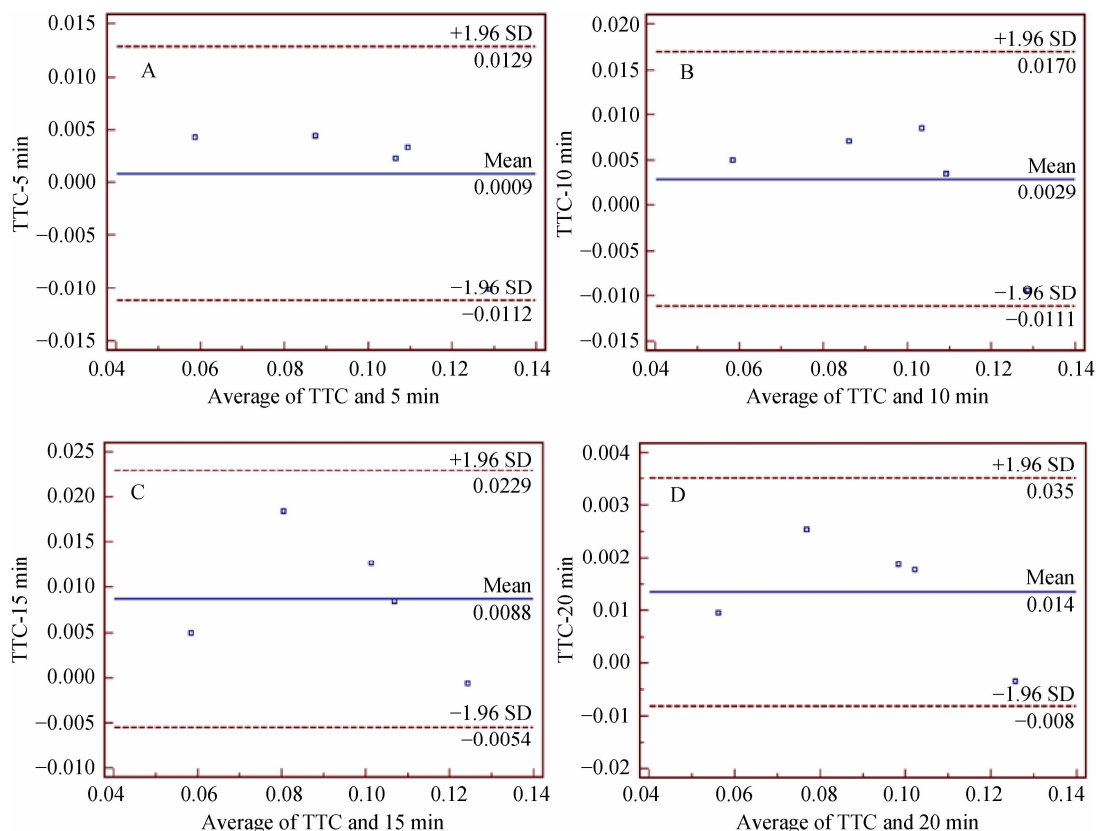 0.015
0.010
0.005
0.000
−0.005
−0.010
−0.015
TTC-5 min
A
+1.96 SD
0.0129
Mean
0.0009
−1.96 SD
−0.0112
0.04
0.06
0.08
0.10
0.12
0.14
Average of TTC and 5 min
0.020
0.015
0.010
0.005
0.000
−0.005
−0.010
−0.015
TTC-10 min
B
+1.96 SD
0.0170
Mean
0.0029
−1.96 SD
−0.0111
0.04
0.06
0.08
0.10
0.12
0.14
Average of TTC and 10 min
0.025
0.020
0.015
0.010
0.005
0.000
−0.005
−0.010
TTC-15 min
C
+1.96 SD
0.0229
Mean
0.0088
−1.96 SD
−0.0054
0.04
0.06
0.08
0.10
0.12
0.14
Average of TTC and 15 min
0.004
0.003
0.002
0.01
0.00
−0.01
−0.02
TTC-20 min
D
+1.96 SD
0.035
Mean
0.014
−1.96 SD
−0.008
0.04
0.06
0.08
0.10
0.12
0.14
Average of TTC and 20 min